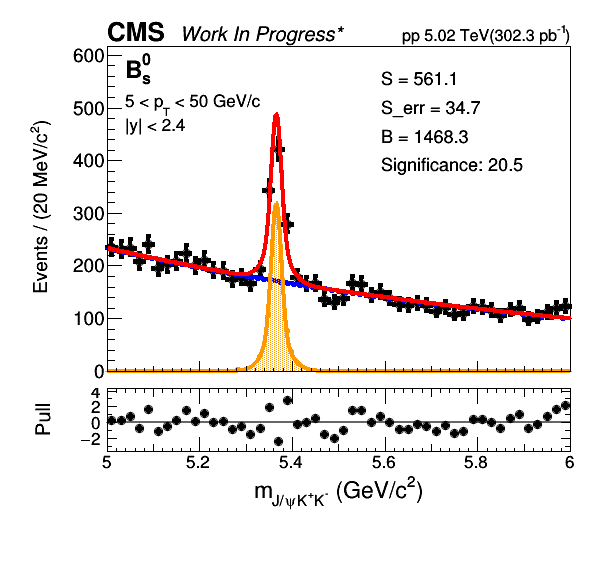 CMS Work In Progress* pp 5.02 TeV(302.3 pb⁻¹)
B⁰ₛ
5 < p_T < 50 GeV/c
|y| < 2.4
S = 561.1
S_err = 34.7
B = 1468.3
Significance: 20.5
Events / (20 MeV/c²)
600
500
400
300
200
100
0
Pull
4
2
0
−2
5 5.2 5.4 5.6 5.8 6
m_{J/ψK⁺K⁻} (GeV/c²)